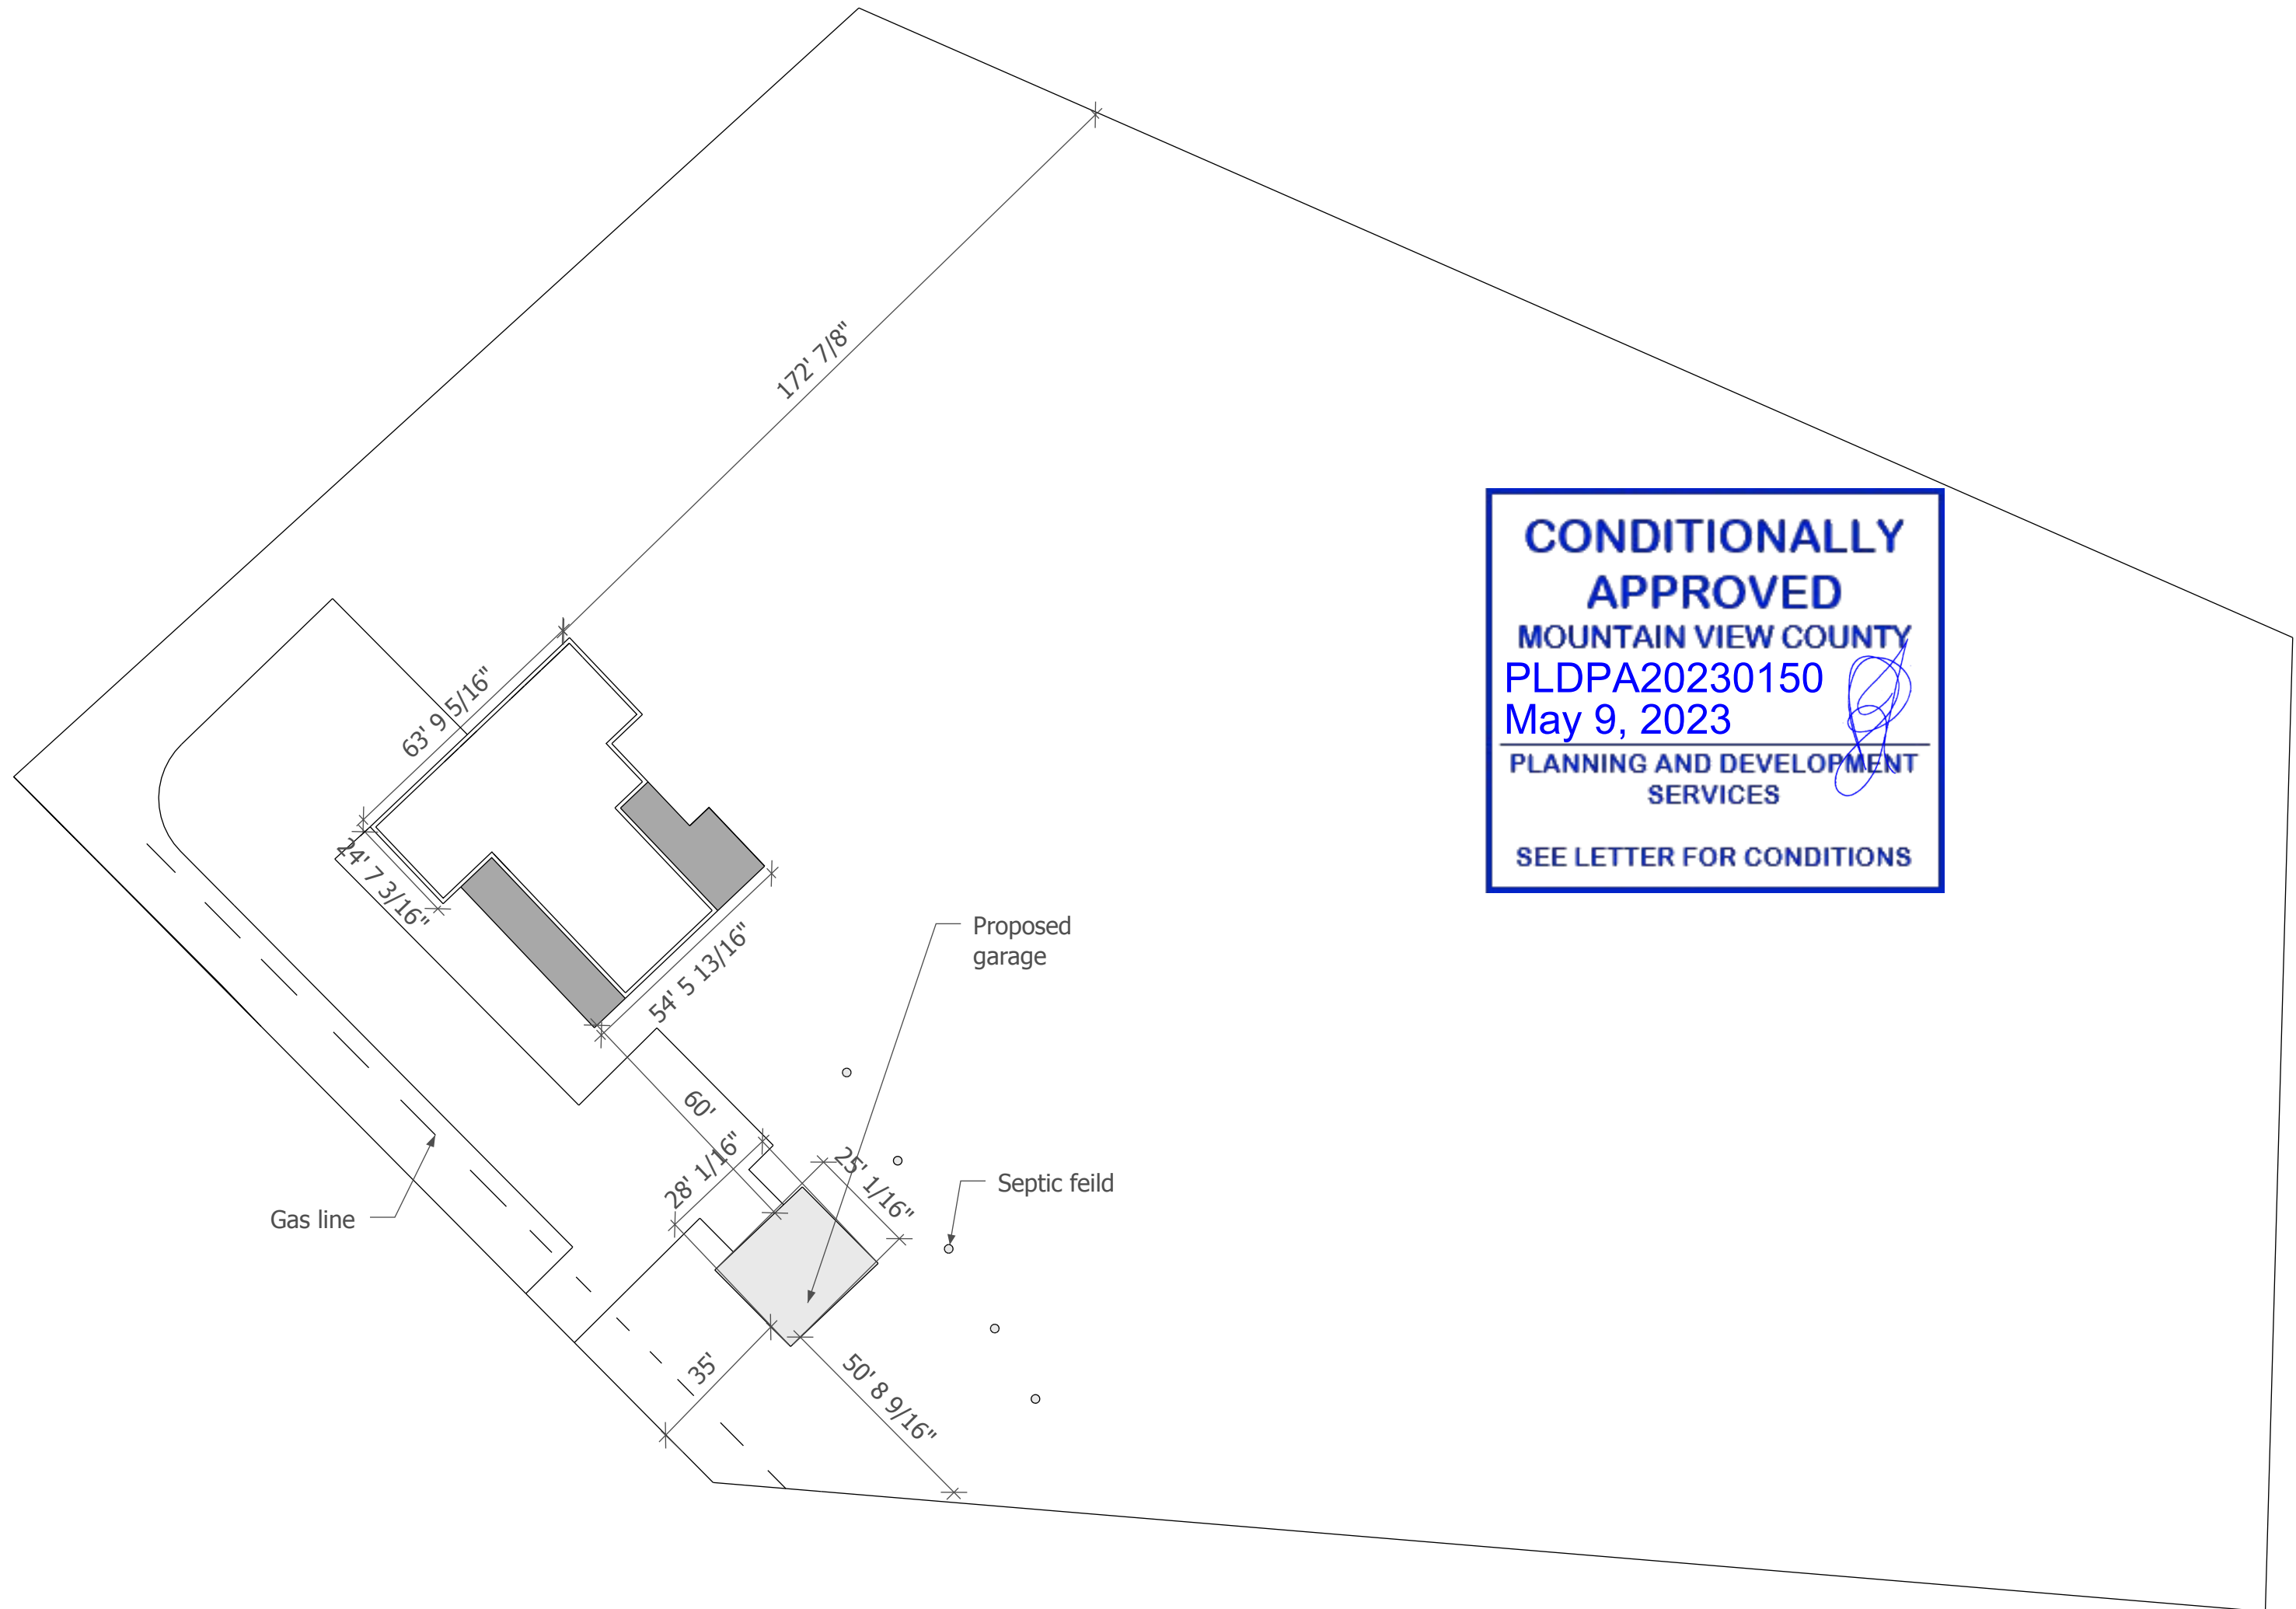 172' 7/8"
63' 9 5/16"
24' 7 3/16"
54' 5 13/16"
CONDITIONALLY
APPROVED
MOUNTAIN VIEW COUNTY
PLDPA20230150
May 9, 2023
PLANNING AND DEVELOPMENT
SERVICES
SEE LETTER FOR CONDITIONS
Proposed
garage
60'
28' 1/16"
25' 1/16"
Septic feild
Gas line
35'
50' 8 9/16"